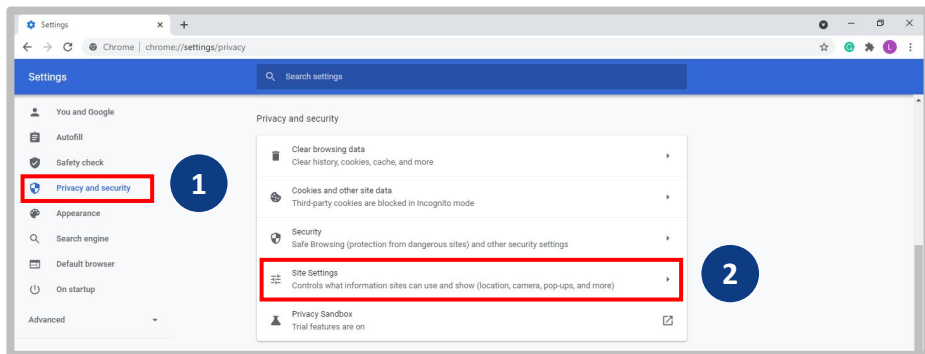 Settings
Chrome | chrome://settings/privacy
L
Settings
Search settings
You and Google
Autofill
Safety check
Privacy and security
Appearance
Search engine
Default browser
On startup
Advanced
1
Privacy and security
Clear browsing data
Clear history, cookies, cache, and more
Cookies and other site data
Third-party cookies are blocked in Incognito mode
Security
Safe Browsing (protection from dangerous sites) and other security settings
Site Settings
Controls what information sites can use and show (location, camera, pop-ups, and more)
Privacy Sandbox
Trial features are on
2